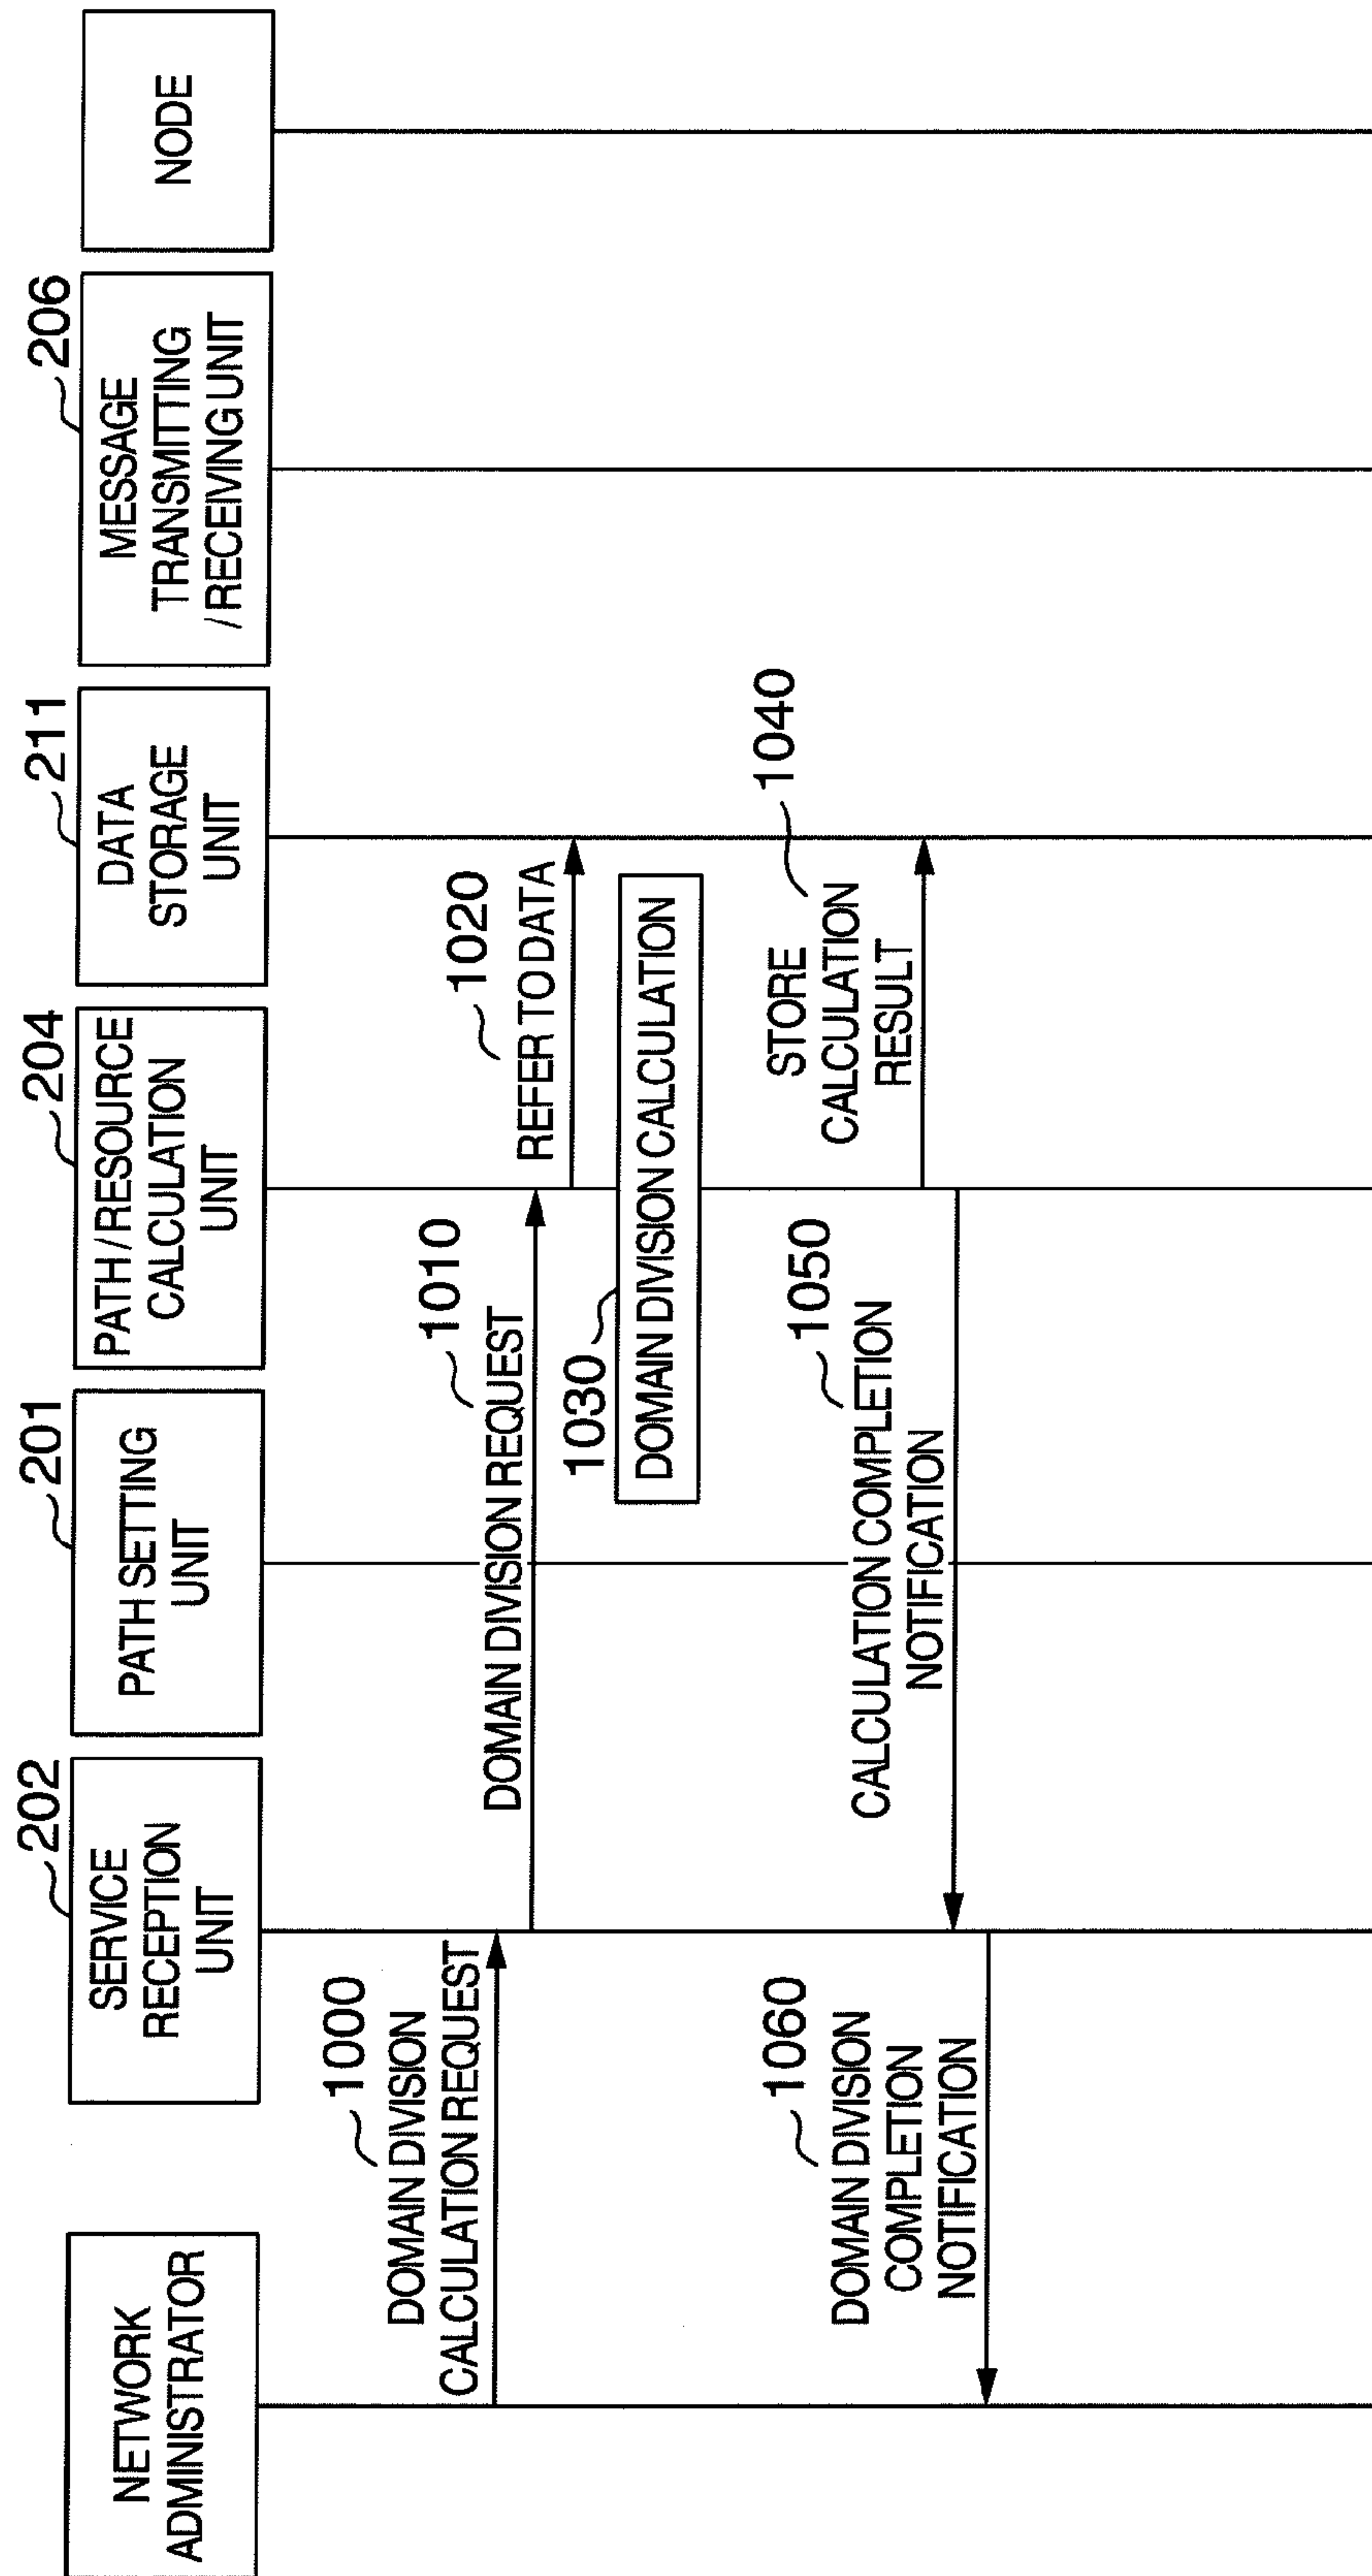 NETWORK
ADMINISTRATOR
202
SERVICE
RECEPTION
UNIT
201
PATH SETTING
UNIT
204
PATH / RESOURCE
CALCULATION
UNIT
211
DATA
STORAGE
UNIT
206
MESSAGE
TRANSMITTING
/ RECEIVING UNIT
NODE
1000
DOMAIN DIVISION
CALCULATION REQUEST
1010
DOMAIN DIVISION REQUEST
1020
REFER TO DATA
1030
DOMAIN DIVISION CALCULATION
1040
STORE
CALCULATION
RESULT
1050
CALCULATION COMPLETION
NOTIFICATION
1060
DOMAIN DIVISION
COMPLETION
NOTIFICATION